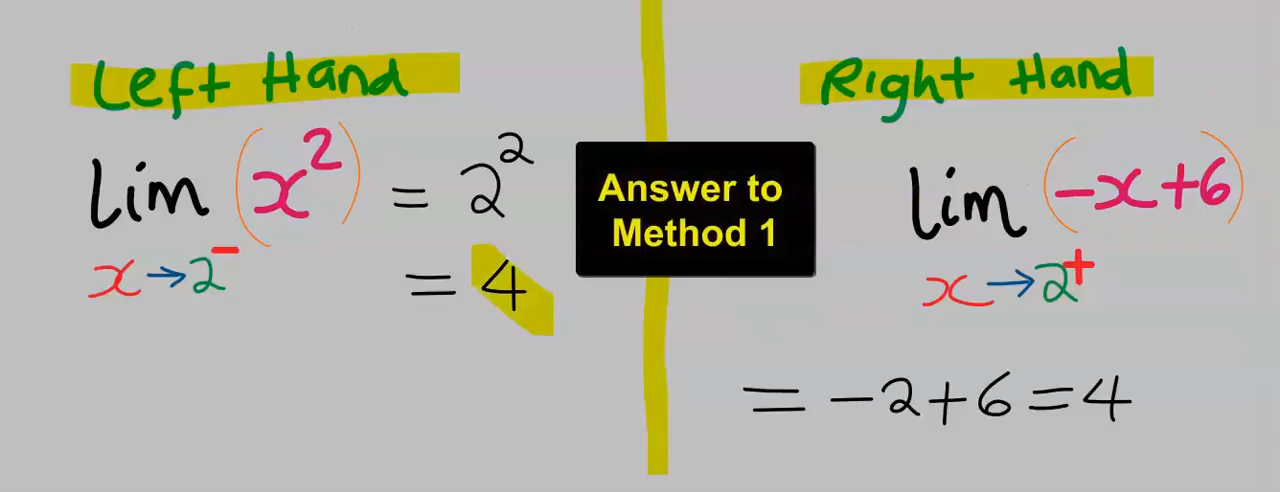 Left Hand
Lim (x²) = 2²
x→2⁻
= 4
Answer to
Method 1
Right Hand
Lim (-x+6)
x→2⁺
= -2+6=4